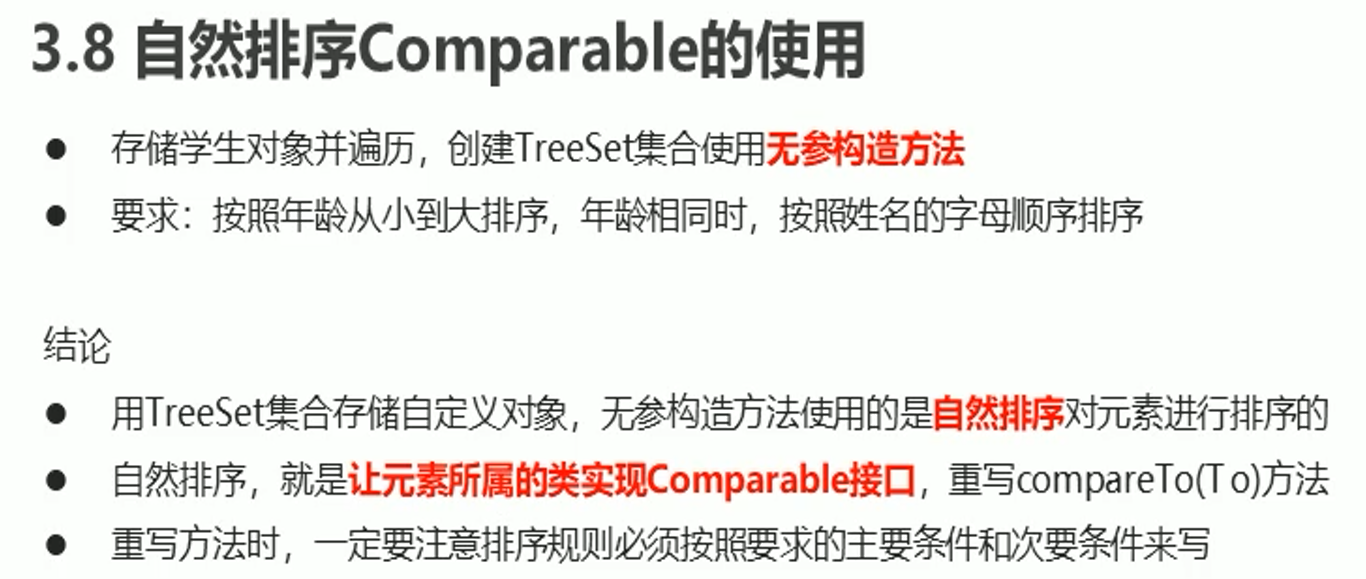 3.8 自然排序Comparable的使用
● 存储学生对象并遍历，创建TreeSet集合使用无参构造方法
● 要求：按照年龄从小到大排序，年龄相同时，按照姓名的字母顺序排序
结论
● 用TreeSet集合存储自定义对象，无参构造方法使用的是自然排序对元素进行排序的
● 自然排序，就是让元素所属的类实现Comparable接口，重写compareTo(T o)方法
● 重写方法时，一定要注意排序规则必须按照要求的主要条件和次要条件来写